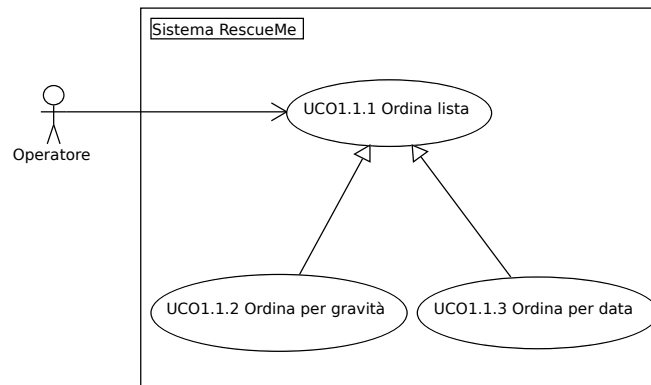 Sistema RescueMe
UCO1.1.1 Ordina lista
Operatore
UCO1.1.2 Ordina per gravità
UCO1.1.3 Ordina per data